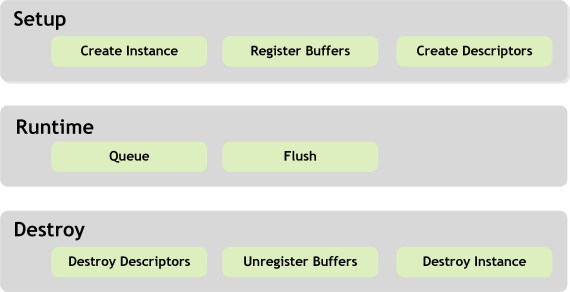 Setup
Create Instance
Register Buffers
Create Descriptors
Runtime
Queue
Flush
Destroy
Destroy Descriptors
Unregister Buffers
Destroy Instance